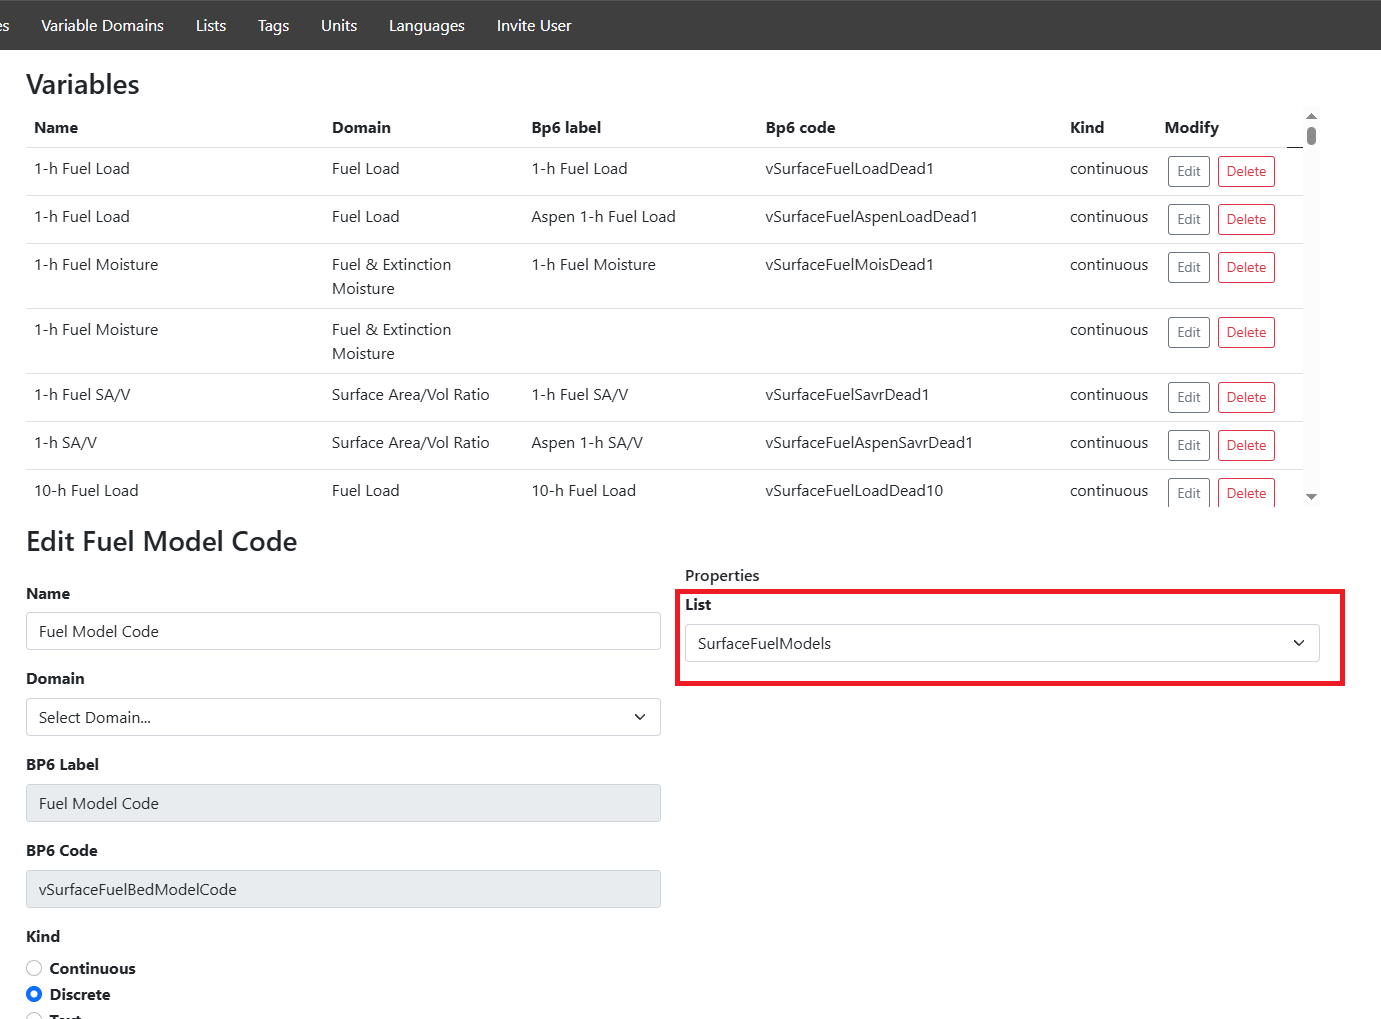 es Variable Domains Lists Tags Units Languages Invite User
Variables
Name Domain Bp6 label Bp6 code Kind Modify
1-h Fuel Load Fuel Load 1-h Fuel Load vSurfaceFuelLoadDead1 continuous Edit Delete
1-h Fuel Load Fuel Load Aspen 1-h Fuel Load vSurfaceFuelAspenLoadDead1 continuous Edit Delete
1-h Fuel Moisture Fuel & Extinction 1-h Fuel Moisture vSurfaceFuelMoisDead1 continuous Edit Delete
Moisture
1-h Fuel Moisture Fuel & Extinction continuous Edit Delete
Moisture
1-h Fuel SA/V Surface Area/Vol Ratio 1-h Fuel SA/V vSurfaceFuelSavrDead1 continuous Edit Delete
1-h SA/V Surface Area/Vol Ratio Aspen 1-h SA/V vSurfaceFuelAspenSavrDead1 continuous Edit Delete
10-h Fuel Load Fuel Load 10-h Fuel Load vSurfaceFuelLoadDead10 continuous Edit Delete
Edit Fuel Model Code
Name
Fuel Model Code
Domain
Select Domain...
BP6 Label
Fuel Model Code
BP6 Code
vSurfaceFuelBedModelCode
Kind
Continuous
Discrete
Text
Properties
List
SurfaceFuelModels